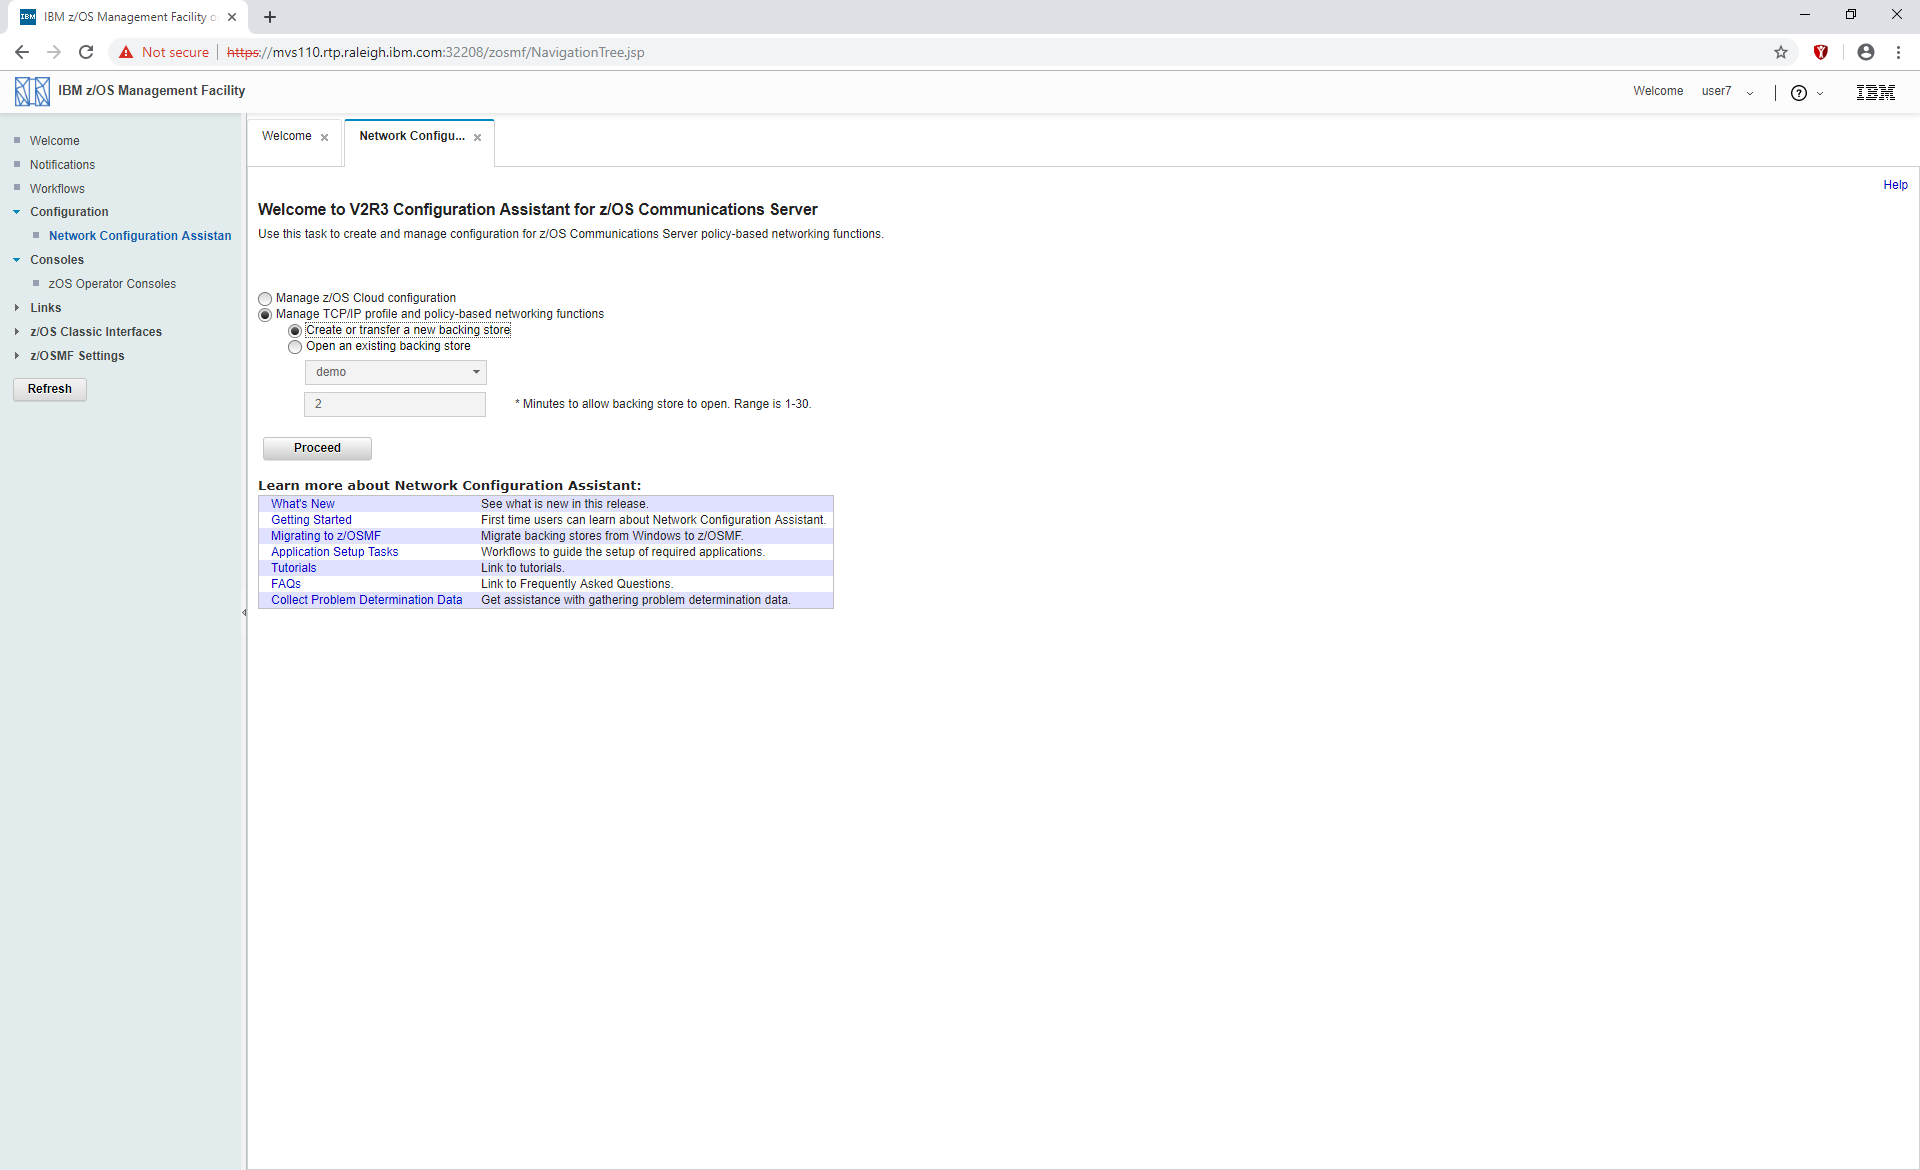 IBM IBM z/OS Management Facility o
Not secure https://mvs110.rtp.raleigh.ibm.com:32208/zosmf/NavigationTree.jsp
IBM z/OS Management Facility
Welcome user7 ? IBM
Welcome
Notifications
Workflows
Configuration
Network Configuration Assistan
Consoles
zOS Operator Consoles
Links
z/OS Classic Interfaces
z/OSMF Settings
Refresh
Welcome Network Configu...
Help
Welcome to V2R3 Configuration Assistant for z/OS Communications Server
Use this task to create and manage configuration for z/OS Communications Server policy-based networking functions.
Manage z/OS Cloud configuration
Manage TCP/IP profile and policy-based networking functions
Create or transfer a new backing store
Open an existing backing store
demo
2 * Minutes to allow backing store to open. Range is 1-30.
Proceed
Learn more about Network Configuration Assistant:
What's New See what is new in this release.
Getting Started First time users can learn about Network Configuration Assistant.
Migrating to z/OSMF Migrate backing stores from Windows to z/OSMF.
Application Setup Tasks Workflows to guide the setup of required applications.
Tutorials Link to tutorials.
FAQs Link to Frequently Asked Questions.
Collect Problem Determination Data Get assistance with gathering problem determination data.